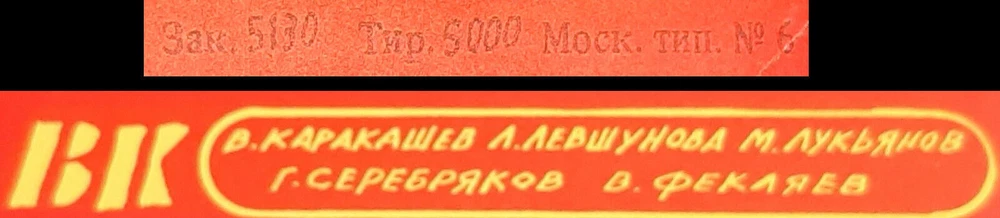 Зак. 5130 Тир. 5000 Моск. тип. № 6
ВК
В. КАРАКАШЕВ Л. ЛЕВШУНОВА М. ЛУКЬЯНОВ
Г. СЕРЕБРЯКОВ В. ФЕКЛЯЕВ